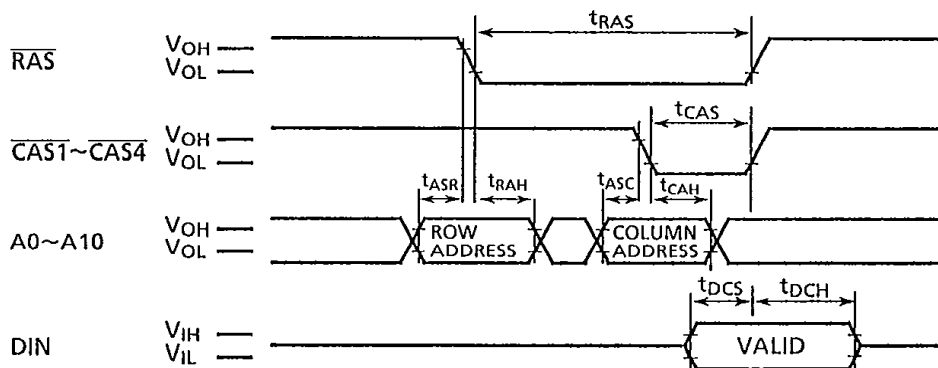 tRAS
RAS VOH
VOL
tCAS
CAS1~CAS4 VOH
VOL
tASR tRAH tASC tCAH
A0~A10 VOH
VOL
ROW ADDRESS
COLUMN ADDRESS
tDCS tDCH
DIN VIH
VIL
VALID